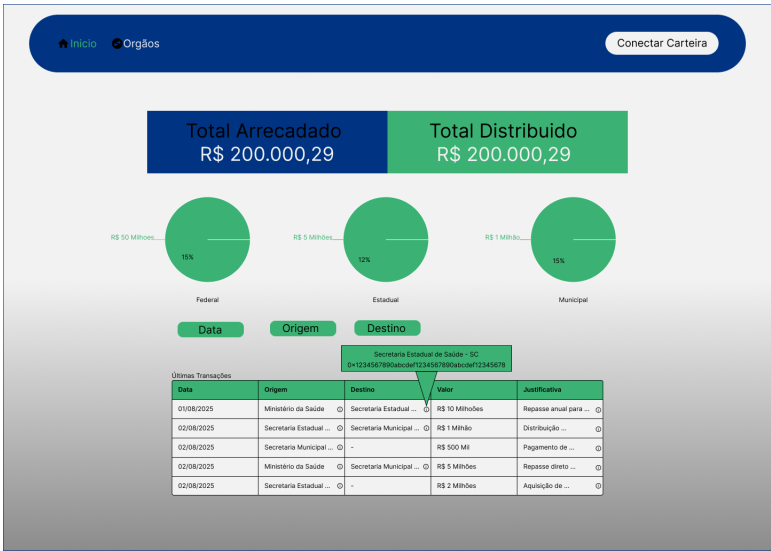 Início Orgãos Conectar Carteira
Total Arrecadado
R$ 200.000,29
Total Distribuido
R$ 200.000,29
R$ 50 Milhoes
15%
Federal
R$ 5 Milhões
12%
Estadual
R$ 1 Milhão
15%
Municipal
Data Origem Destino
Secretaria Estadual de Saúde - SC
0x1234567890abcdef1234567890abcdef12345678
Últimas Transações
Data Origem Destino Valor Justificativa
01/08/2025 Ministério da Saúde Secretaria Estadual ... R$ 10 Milhoões Repasse anual para ...
02/08/2025 Secretaria Estadual ... Secretaria Municipal ... R$ 1 Milhão Distribuição ...
02/08/2025 Secretaria Municipal ... - R$ 500 Mil Pagamento de ...
02/08/2025 Ministério da Saúde Secretaria Municipal ... R$ 5 Milhões Repasse direto ...
02/08/2025 Secretaria Estadual ... - R$ 2 Milhões Aquisição de ...